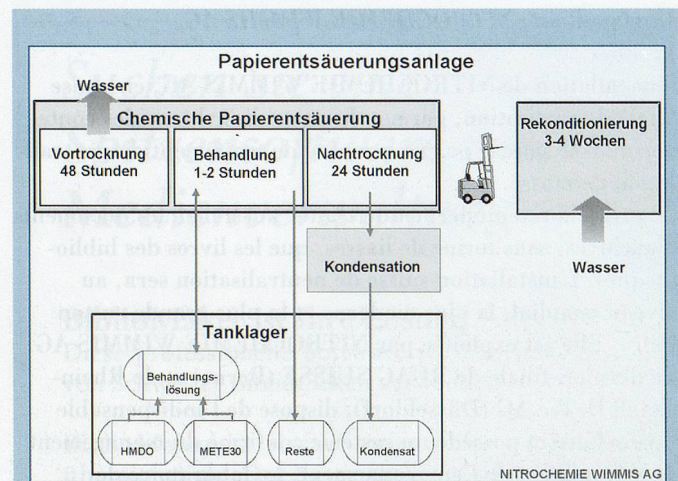 Papierentsäuerungsanlage
Wasser
Chemische Papierentsäuerung
Vortrocknung
48 Stunden
Behandlung
1-2 Stunden
Nachtrocknung
24 Stunden
Rekonditionierung
3-4 Wochen
Kondensation
Wasser
Tanklager
Behandlungs-
lösung
HMDO
METE30
Reste
Kondensat
NITROCHEMIE WIMMIS AG